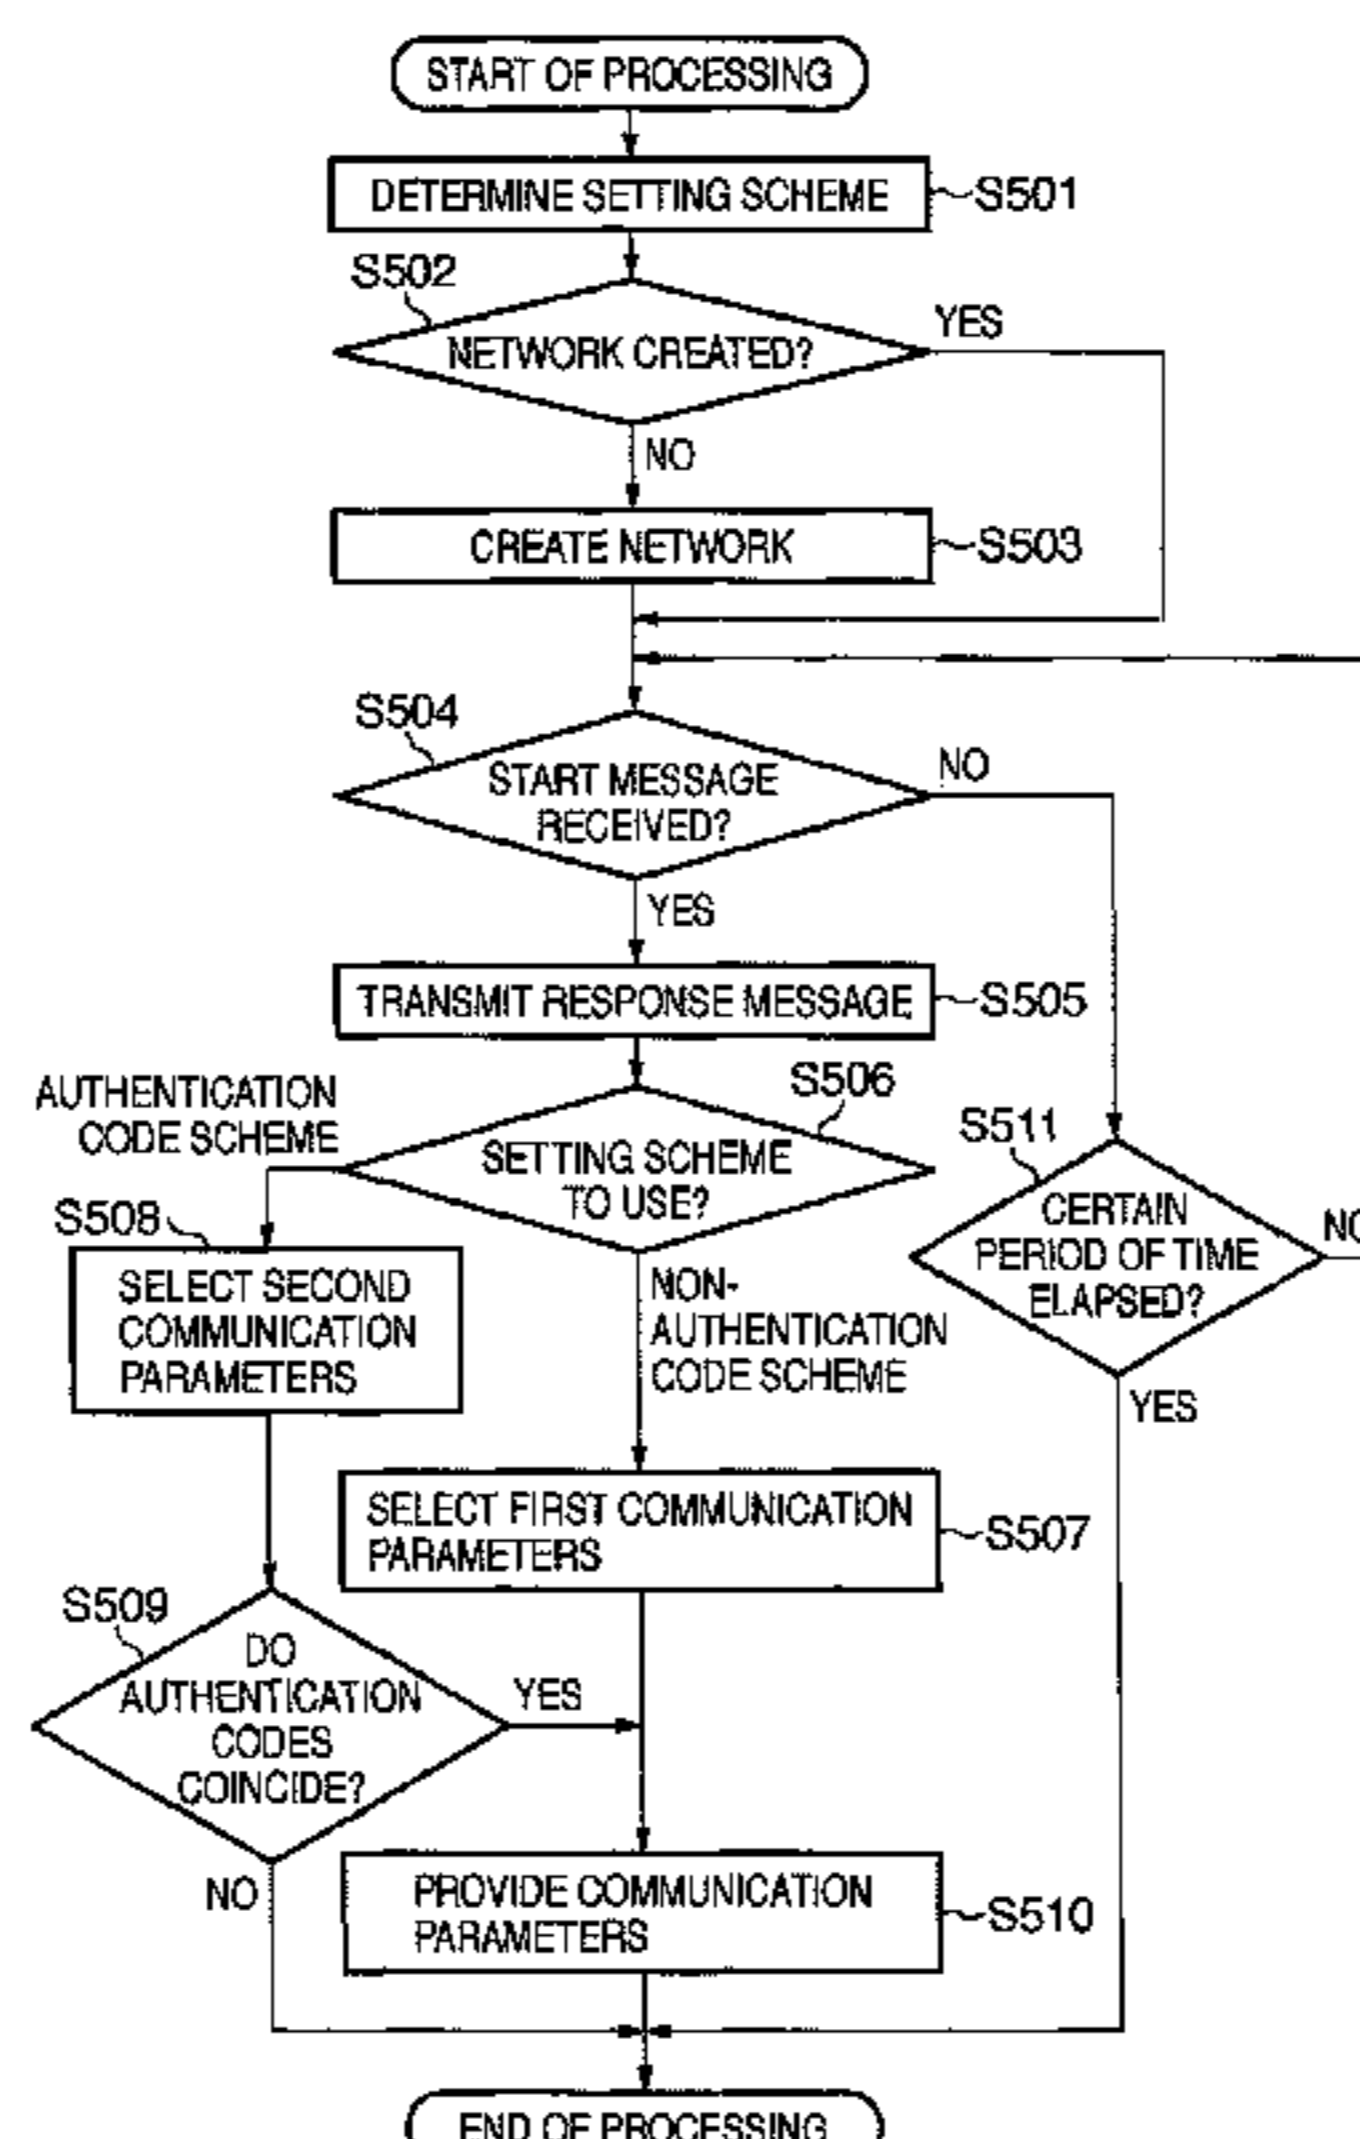 START OF PROCESSING
DETERMINE SETTING SCHEME
S501
S502
NETWORK CREATED?
YES
NO
CREATE NETWORK
S503
S504
START MESSAGE
RECEIVED?
NO
YES
TRANSMIT RESPONSE MESSAGE
S505
AUTHENTICATION
CODE SCHEME
S506
SETTING SCHEME
TO USE?
S511
CERTAIN
PERIOD OF TIME
ELAPSED?
NO
YES
S508
SELECT SECOND
COMMUNICATION
PARAMETERS
NON-
AUTHENTICATION
CODE SCHEME
SELECT FIRST COMMUNICATION
PARAMETERS
S507
S509
DO
AUTHENTICATION
CODES
COINCIDE?
YES
NO
PROVIDE COMMUNICATION
PARAMETERS
S510
END OF PROCESSING